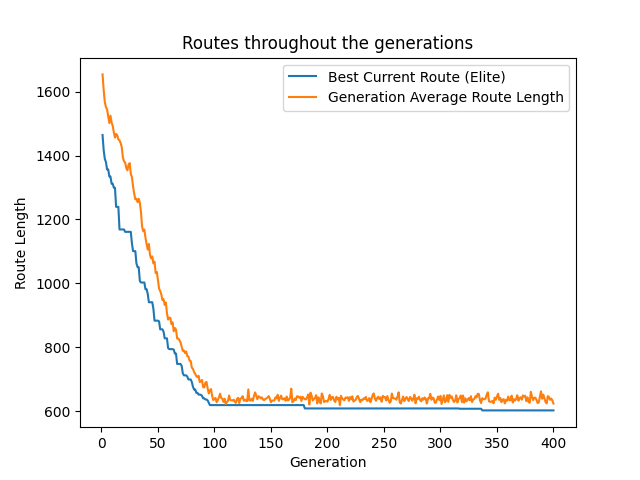 Routes throughout the generations
Best Current Route (Elite)
Generation Average Route Length
Route Length
1600
1400
1200
1000
800
600
0 50 100 150 200 250 300 350 400
Generation